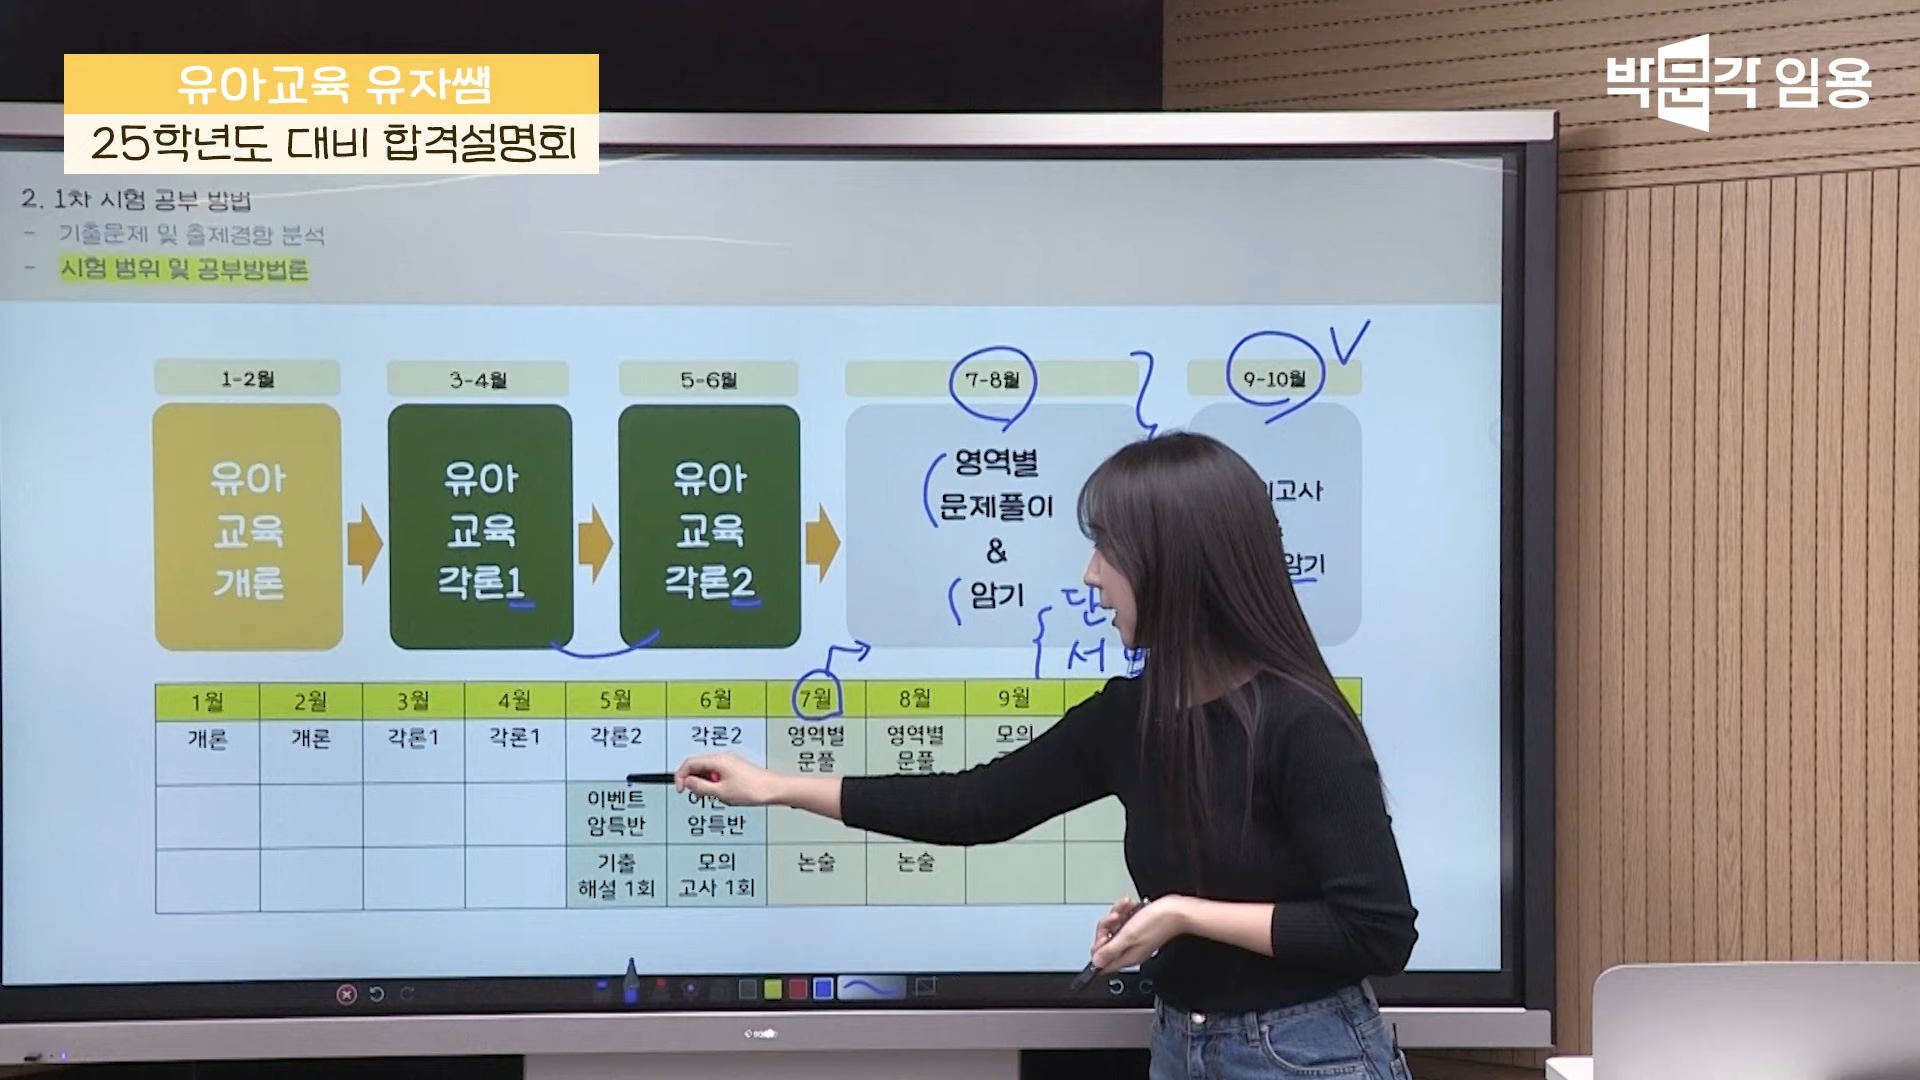 유아교육 유자쌤
25학년도 대비 합격설명회
박문각 임용
2. 1차 시험 공부 방법
- 기출문제 및 출제경향 분석
- 시험 범위 및 공부방법론
1-2월
3-4월
5-6월
7-8월
9-10월
유아
교육
개론
유아
교육
각론1
유아
교육
각론2
영역별
문제풀이
&
암기
고사
암기
단
서
1월 2월 3월 4월 5월 6월 7월 8월 9월
개론 개론 각론1 각론1 각론2 각론2 영역별 영역별 모의
문풀 문풀
이벤트
암특반 암특반
기출 모의 논술 논술
해설 1회 고사 1회